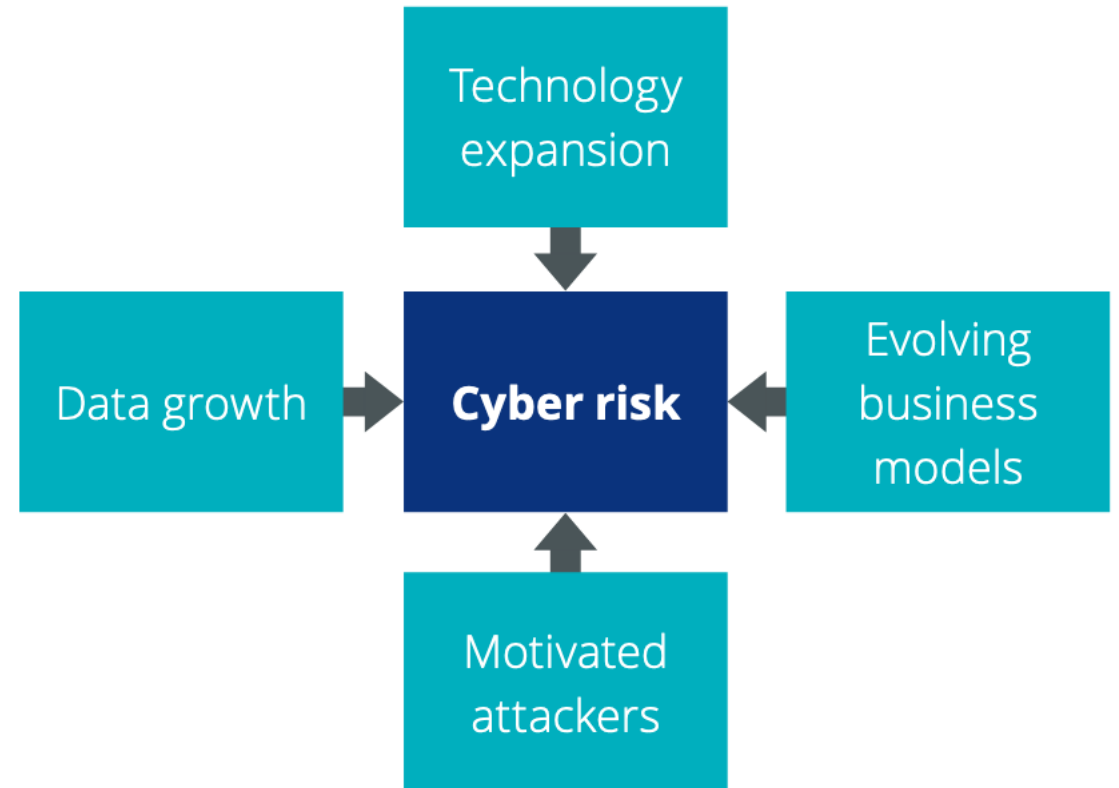 Technology
expansion
Data growth
Cyber risk
Evolving
business
models
Motivated
attackers